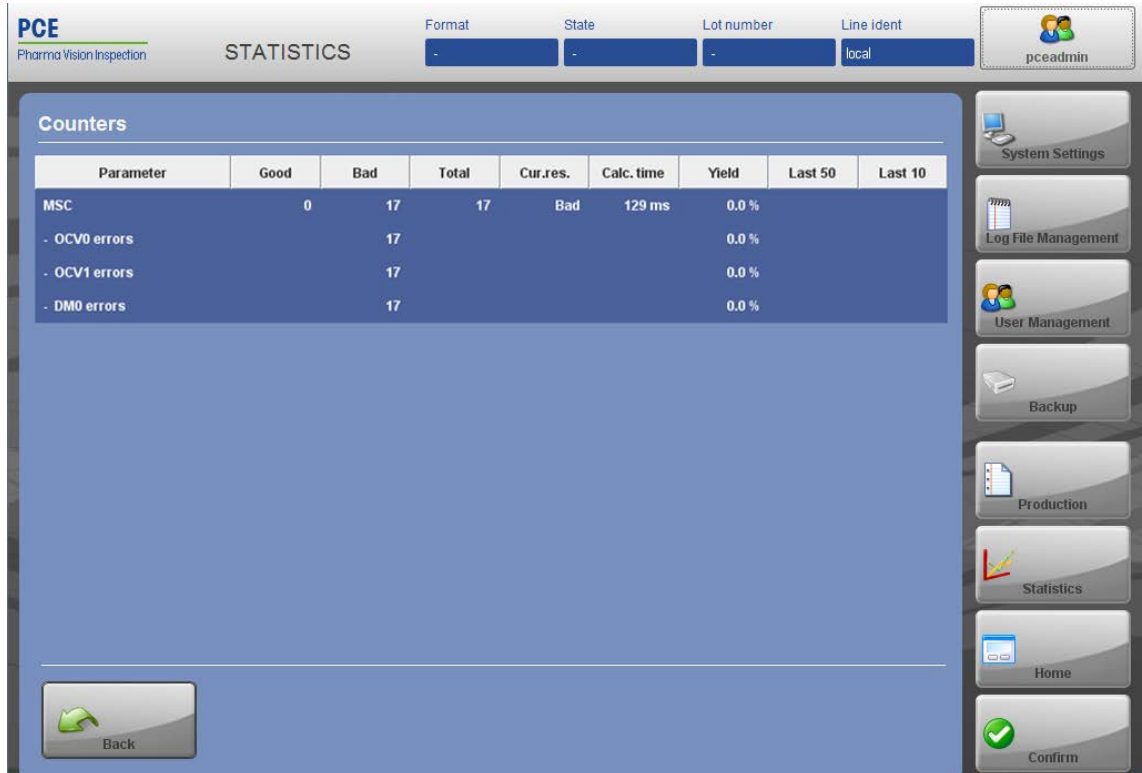 PCE
Pharma Vision Inspection
STATISTICS
Format State Lot number Line ident
- - - local
pceadmin
Counters
Parameter Good Bad Total Cur.res. Calc. time Yield Last 50 Last 10
MSC 0 17 17 Bad 129 ms 0.0 %
- OCV0 errors 17 0.0 %
- OCV1 errors 17 0.0 %
- DM0 errors 17 0.0 %
Back
System Settings
Log File Management
User Management
Backup
Production
Statistics
Home
Confirm